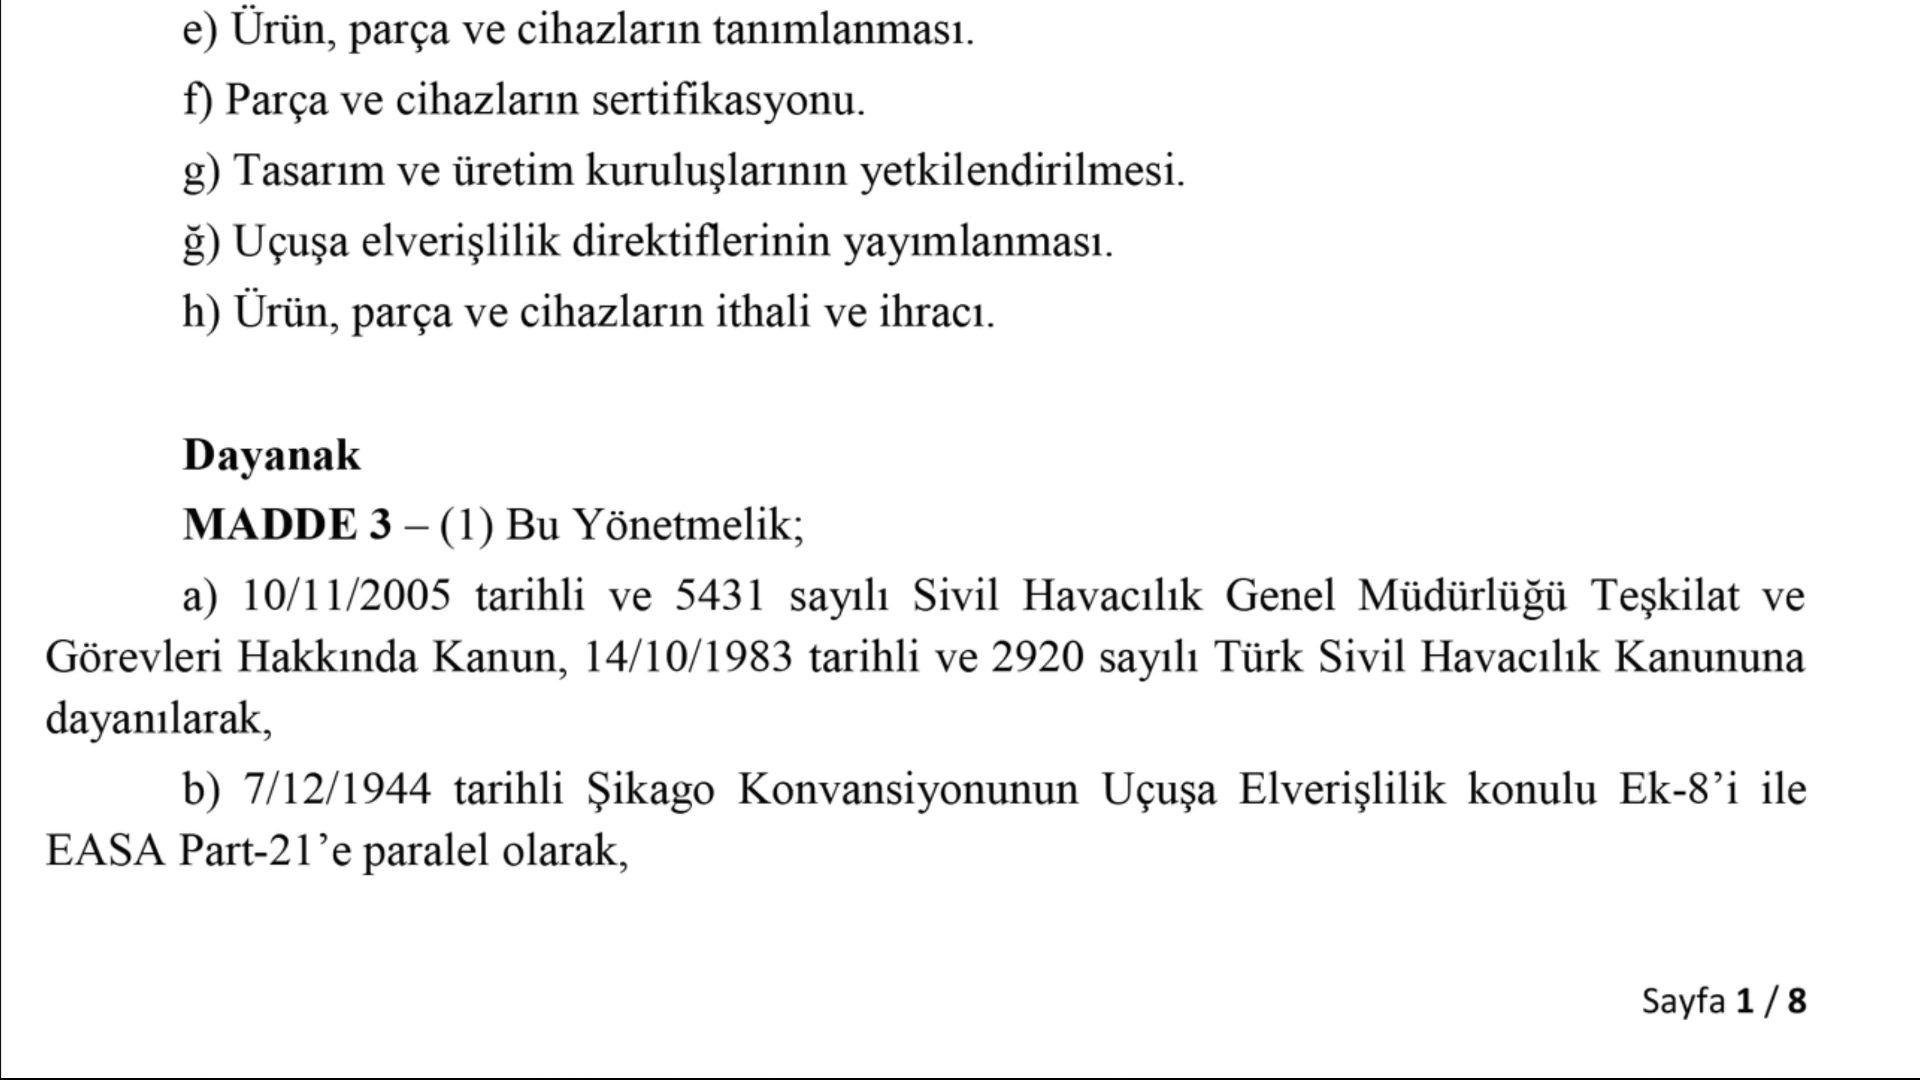 e) Ürün, parça ve cihazların tanımlanması.
f) Parça ve cihazların sertifikasyonu.
g) Tasarım ve üretim kuruluşlarının yetkilendirilmesi.
ğ) Uçuşa elverişlilik direktiflerinin yayımlanması.
h) Ürün, parça ve cihazların ithali ve ihracı.
Dayanak
MADDE 3 – (1) Bu Yönetmelik;
a) 10/11/2005 tarihli ve 5431 sayılı Sivil Havacılık Genel Müdürlüğü Teşkilat ve
Görevleri Hakkında Kanun, 14/10/1983 tarihli ve 2920 sayılı Türk Sivil Havacılık Kanununa
dayanılarak,
b) 7/12/1944 tarihli Şikago Konvansiyonunun Uçuşa Elverişlilik konulu Ek-8’i ile
EASA Part-21’e paralel olarak,
Sayfa 1 / 8